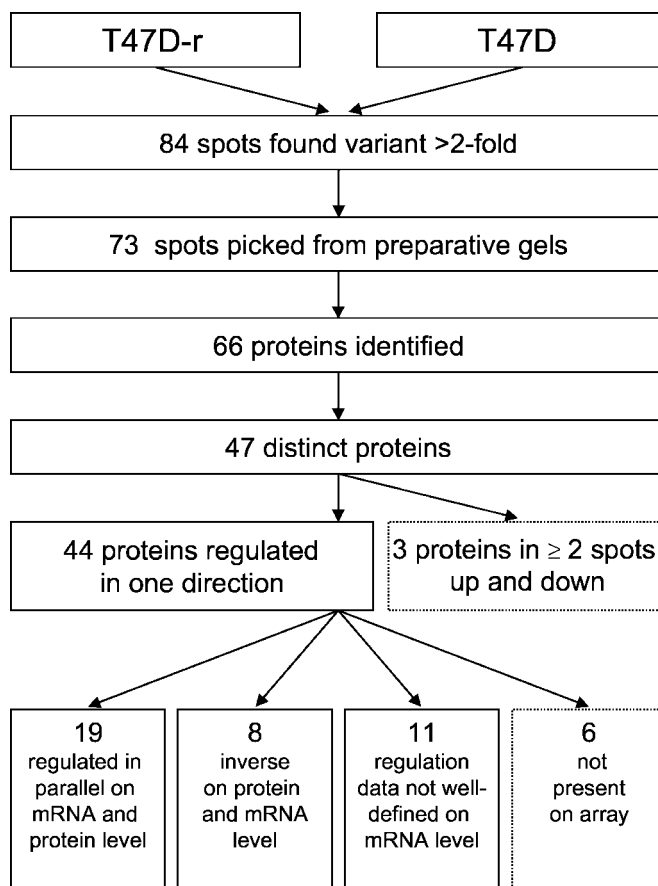 T47D-r
T47D
84 spots found variant >2-fold
73 spots picked from preparative gels
66 proteins identified
47 distinct proteins
44 proteins regulated
in one direction
3 proteins in ≥ 2 spots
up and down
19
regulated in
parallel on
mRNA and
protein level
8
inverse
on protein
and mRNA
level
11
regulation
data not well-
defined on
mRNA level
6
not
present
on array